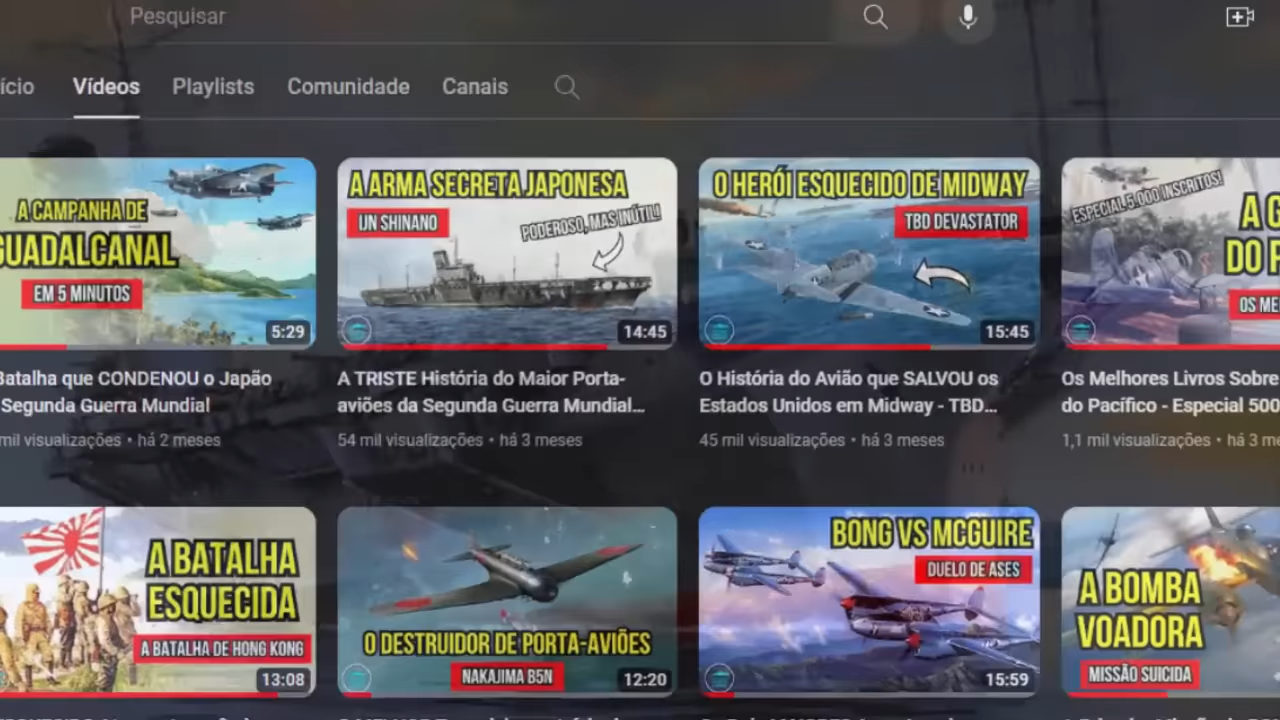 Pesquisar
ício Vídeos Playlists Comunidade Canais
A CAMPANHA DE
GUADALCANAL
EM 5 MINUTOS
5:29
A ARMA SECRETA JAPONESA
IJN SHINANO
PODEROSO, MAS INÚTIL!
14:45
O HERÓI ESQUECIDO DE MIDWAY
TBD DEVASTATOR
15:45
ESPECIAL 5.000 INSCRITOS!
A G
DO P
OS ME
Batalha que CONDENOU o Japão
Segunda Guerra Mundial
mil visualizações • há 2 meses
A TRISTE História do Maior Porta-
aviões da Segunda Guerra Mundial...
54 mil visualizações • há 3 meses
O História do Avião que SALVOU os
Estados Unidos em Midway - TBD...
45 mil visualizações • há 3 meses
Os Melhores Livros Sobre
do Pacífico - Especial 500
1,1 mil visualizações • há 3 me
A BATALHA
ESQUECIDA
A BATALHA DE HONG KONG
13:08
O DESTRUIDOR DE PORTA-AVIÕES
NAKAJIMA B5N
12:20
BONG VS MCGUIRE
DUELO DE ASES
15:59
A BOMBA
VOADORA
MISSÃO SUICIDA